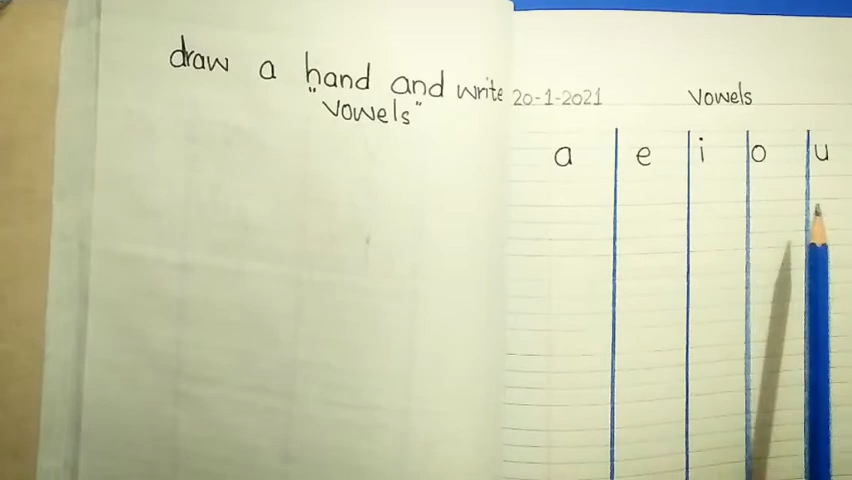 draw a hand and write
"vowels"
20-1-2021 Vowels
a e i o u